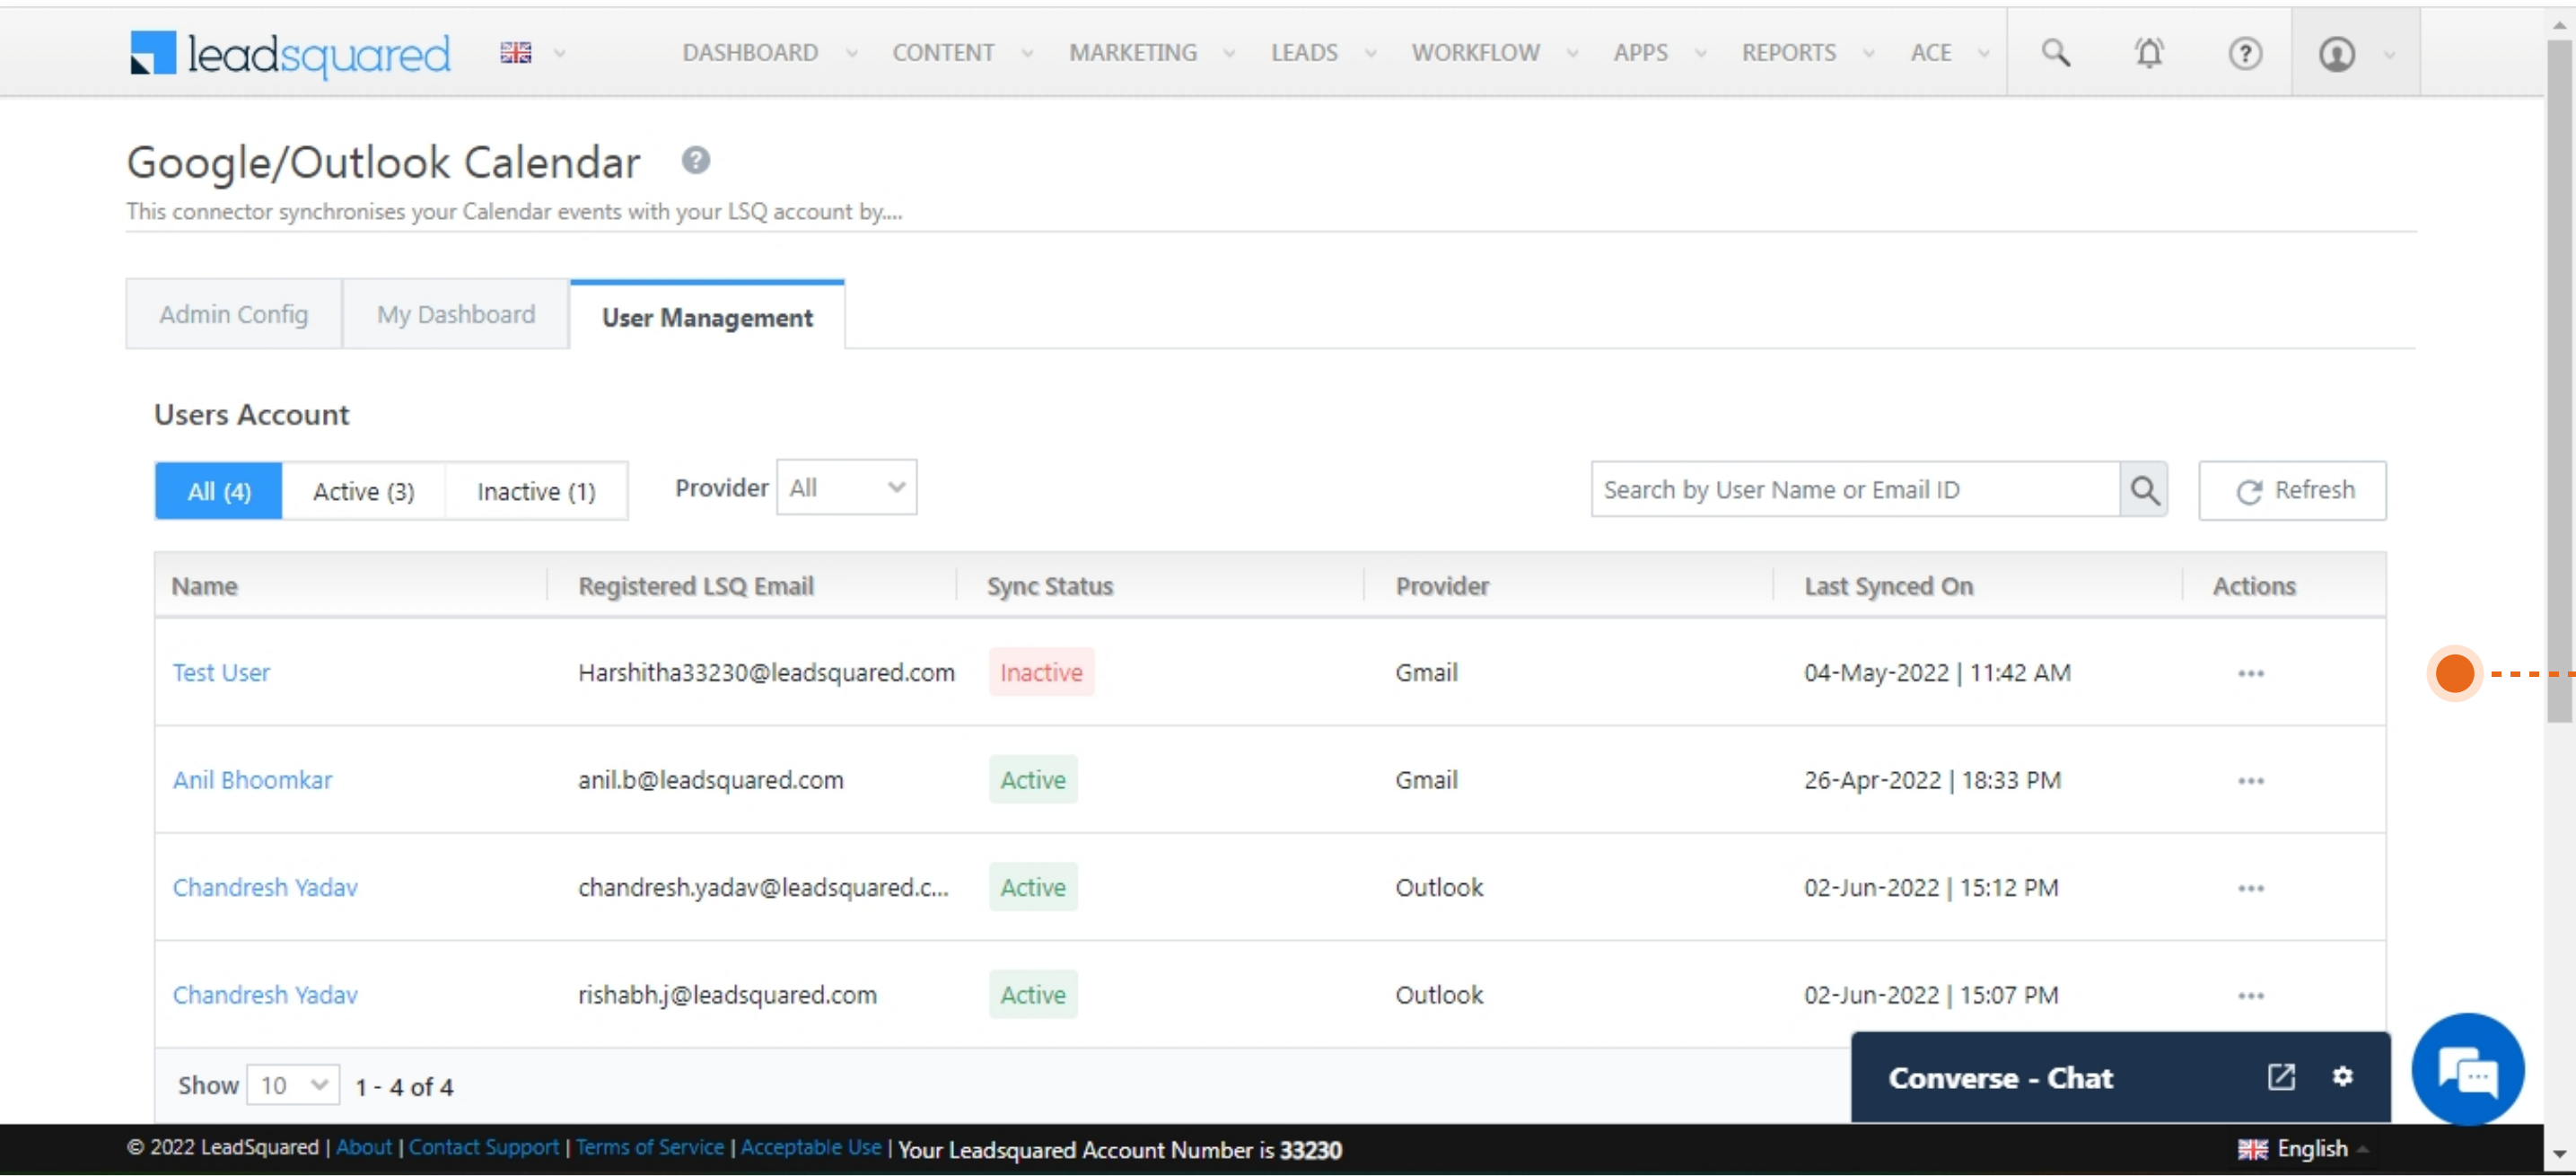 leadsquared DASHBOARD CONTENT MARKETING LEADS WORKFLOW APPS REPORTS ACE ?
Google/Outlook Calendar ?
This connector synchronises your Calendar events with your LSQ account by....
Admin Config My Dashboard User Management
Users Account
All (4) Active (3) Inactive (1) Provider All Search by User Name or Email ID Refresh
Name Registered LSQ Email Sync Status Provider Last Synced On Actions
Test User Harshitha33230@leadsquared.com Inactive Gmail 04-May-2022 | 11:42 AM ...
Anil Bhoomkar anil.b@leadsquared.com Active Gmail 26-Apr-2022 | 18:33 PM ...
Chandresh Yadav chandresh.yadav@leadsquared.c... Active Outlook 02-Jun-2022 | 15:12 PM ...
Chandresh Yadav rishabh.j@leadsquared.com Active Outlook 02-Jun-2022 | 15:07 PM ...
Show 10 1 - 4 of 4
Converse - Chat
© 2022 LeadSquared | About | Contact Support | Terms of Service | Acceptable Use | Your Leadsquared Account Number is 33230 English